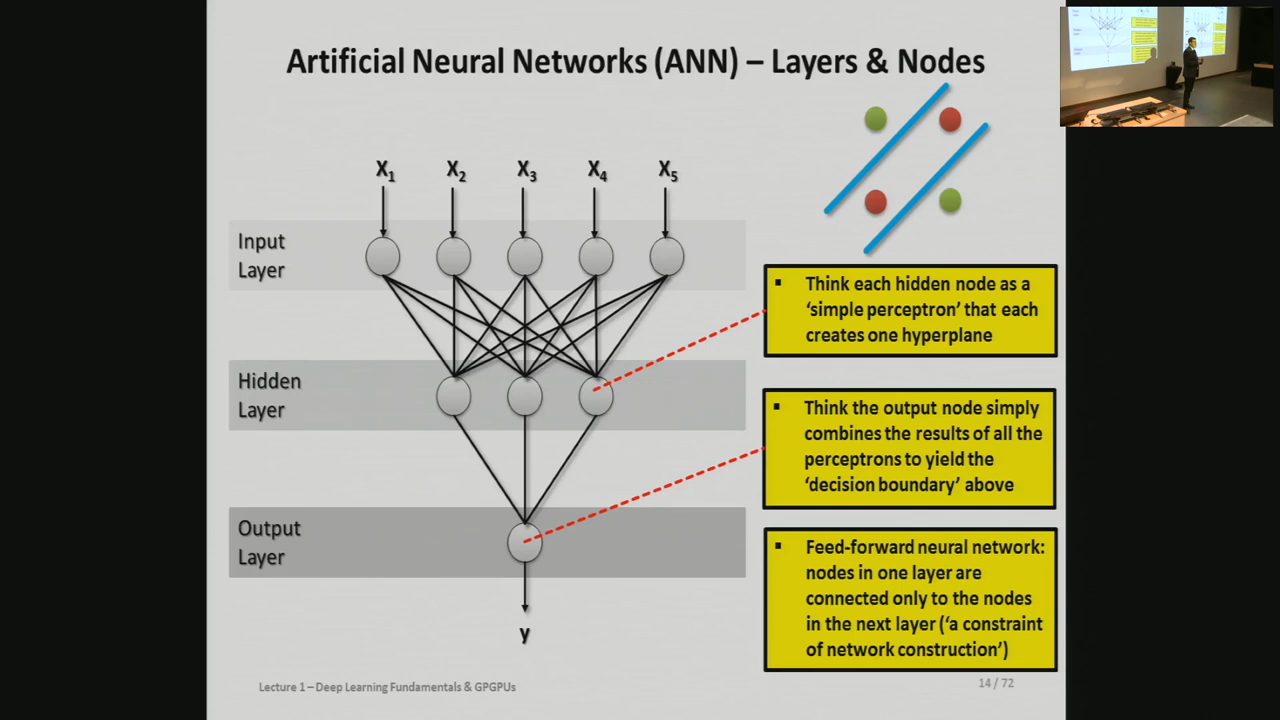 Artificial Neural Networks (ANN) – Layers & Nodes
X1 X2 X3 X4 X5
Input
Layer
Hidden
Layer
Output
Layer
y
▪ Think each hidden node as a
‘simple perceptron’ that each
creates one hyperplane
▪ Think the output node simply
combines the results of all the
perceptrons to yield the
‘decision boundary’ above
▪ Feed-forward neural network:
nodes in one layer are
connected only to the nodes
in the next layer (‘a constraint
of network construction’)
Lecture 1 – Deep Learning Fundamentals & GPGPUs
14 / 72